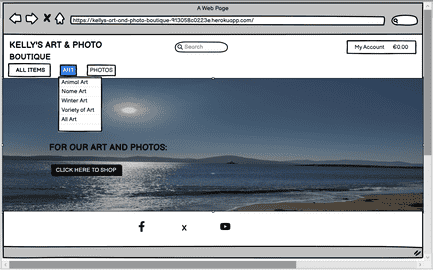 A Web Page
https://kellys-art-and-photo-boutique-913058c0223e.herokuapp.com/
KELLY'S ART & PHOTO
BOUTIQUE
Search
My Account €0.00
ALL ITEMS ART PHOTOS
Animal Art
Name Art
Winter Art
Voriety of Art
All Art
FOR OUR ART AND PHOTOS:
CLICK HERE TO SHOP
X